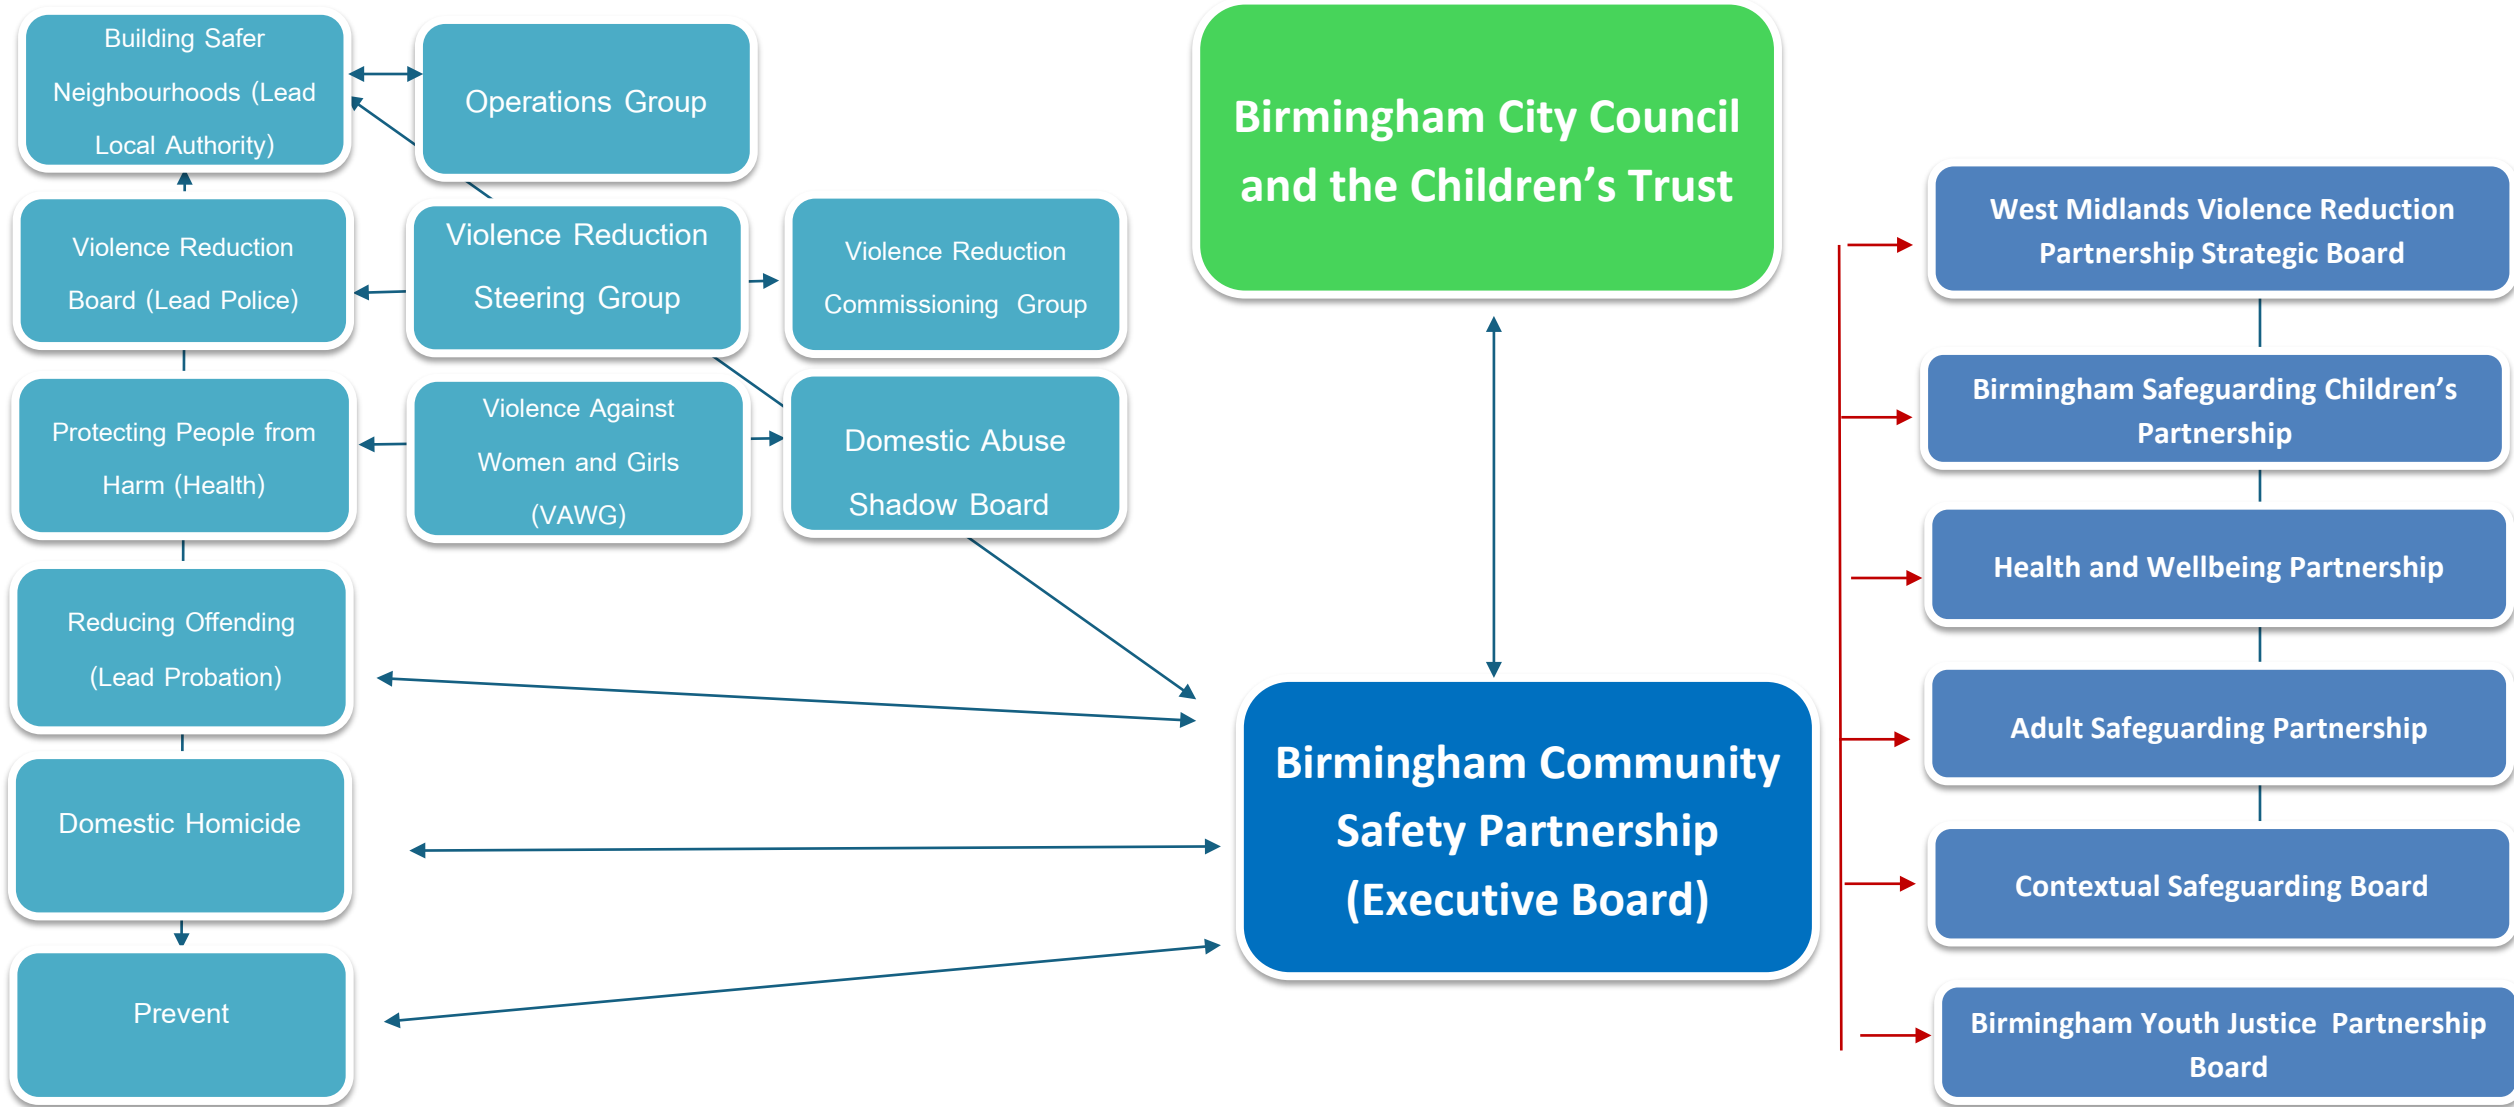 Building Safer
Neighbourhoods (Lead
Local Authority)
Operations Group
Birmingham City Council
and the Children’s Trust
Violence Reduction
Board (Lead Police)
Violence Reduction
Steering Group
Violence Reduction
Commissioning Group
Protecting People from
Harm (Health)
Violence Against
Women and Girls
(VAWG)
Domestic Abuse
Shadow Board
Reducing Offending
(Lead Probation)
Domestic Homicide
Prevent
Birmingham Community
Safety Partnership
(Executive Board)
West Midlands Violence Reduction
Partnership Strategic Board
Birmingham Safeguarding Children’s
Partnership
Health and Wellbeing Partnership
Adult Safeguarding Partnership
Contextual Safeguarding Board
Birmingham Youth Justice Partnership
Board